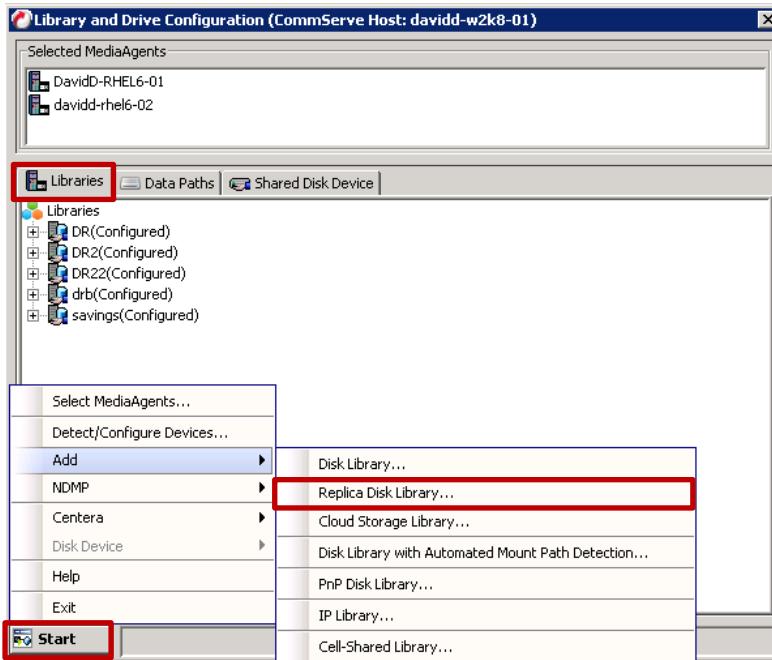 Library and Drive Configuration (CommServe Host: davidd-w2k8-01)
Selected MediaAgents
DavidD-RHEL6-01
davidd-rhel6-02
Libraries Data Paths Shared Disk Device
Libraries
DR(Configured)
DR2(Configured)
DR22(Configured)
drb(Configured)
savings(Configured)
Select MediaAgents...
Detect/Configure Devices...
Add
NDMP
Centera
Disk Device
Help
Exit
Disk Library...
Replica Disk Library...
Cloud Storage Library...
Disk Library with Automated Mount Path Detection...
PnP Disk Library...
IP Library...
Cell-Shared Library...
Start